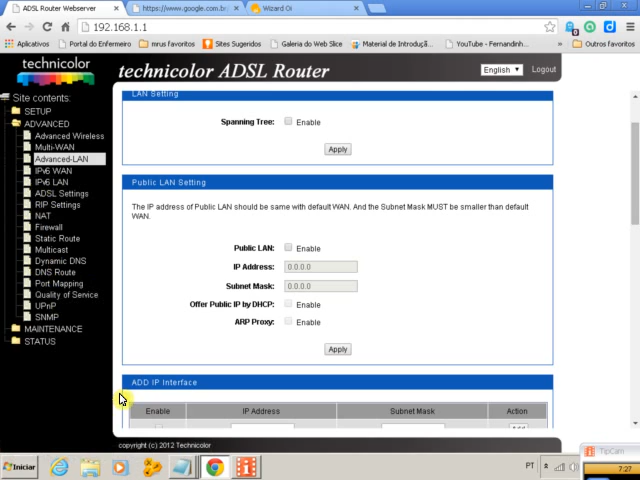 ADSL Router Webserver
https://www.google.com.br/
Wizard Oi
192.168.1.1
Aplicativos
Portal do Enfermeiro
mrus favoritos
Sites Sugeridos
Galeria do Web Slice
Material de Introduçã...
YouTube - Fernandinh...
Outros favoritos
technicolor
technicolor ADSL Router
English
Logout
Site contents:
SETUP
ADVANCED
Advanced Wireless
Multi-WAN
Advanced-LAN
IPv6 WAN
IPv6 LAN
ADSL Settings
RIP Settings
NAT
Firewall
Static Route
Multicast
Dynamic DNS
DNS Route
Port Mapping
Quality of Service
UPnP
SNMP
MAINTENANCE
STATUS
LAN Setting
Spanning Tree: Enable
Apply
Public LAN Setting
The IP address of Public LAN should be same with default WAN. And the Subnet Mask MUST be smaller than default
WAN.
Public LAN: Enable
IP Address: 0.0.0.0
Subnet Mask: 0.0.0.0
Offer Public IP by DHCP: Enable
ARP Proxy: Enable
Apply
ADD IP Interface
Enable IP Address Subnet Mask Action
copyright (c) 2012 Technicolor
Iniciar
PT
TipCam
7:27